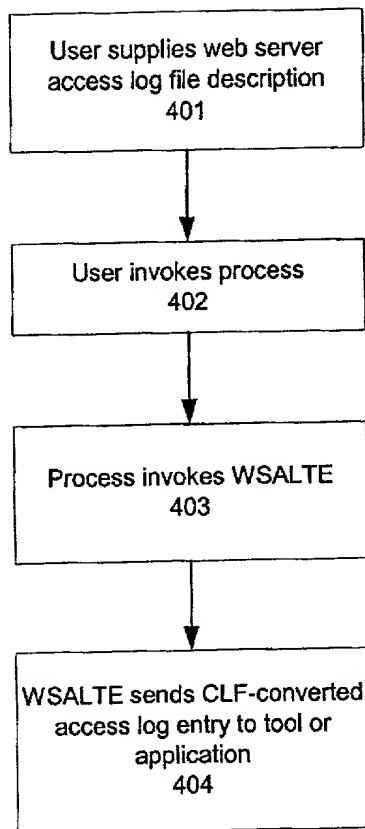 User supplies web server
access log file description
401
User invokes process
402
Process invokes WSALTE
403
WSALTE sends CLF-converted
access log entry to tool or
application
404